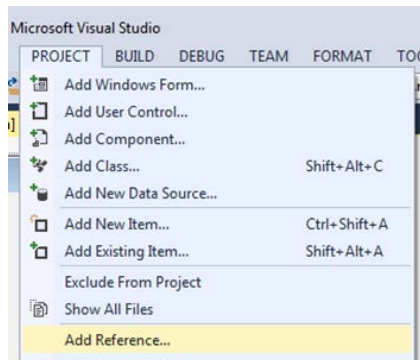 Microsoft Visual Studio
PROJECT BUILD DEBUG TEAM FORMAT
Add Windows Form...
Add User Control...
Add Component...
Add Class... Shift+Alt+C
Add New Data Source...
Add New Item... Ctrl+Shift+A
Add Existing Item... Shift+Alt+A
Exclude From Project
Show All Files
Add Reference...